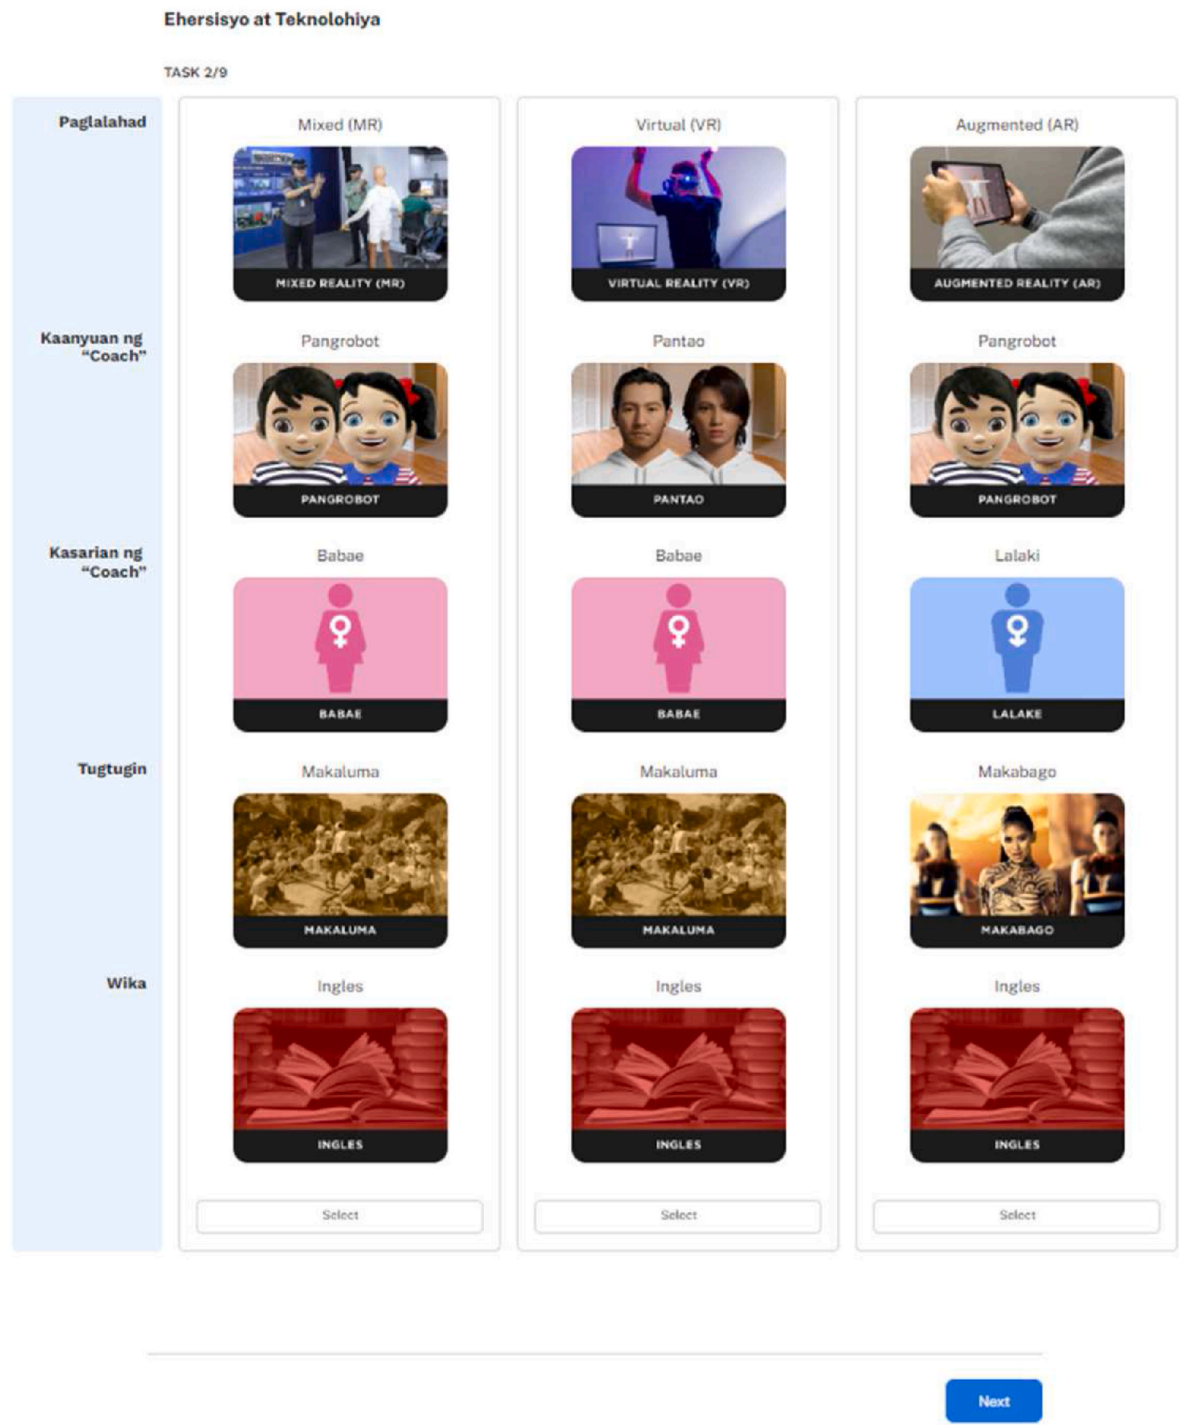 Ehersisyo at Teknolohiya
TASK 2/9
Paglalahad
Mixed (MR)
Virtual (VR)
Augmented (AR)
MIXED REALITY (MR)
VIRTUAL REALITY (VR)
AUGMENTED REALITY (AR)
Kaanyuan ng
“Coach”
Pangrobot
Pantao
Pangrobot
PANGROBOT
PANTAO
PANGROBOT
Kasarian ng
“Coach”
Babae
Babae
Lalaki
BABAE
BABAE
LALAKE
Tugtugin
Makaluma
Makaluma
Makabago
MAKALUMA
MAKALUMA
MAKABAGO
Wika
Ingles
Ingles
Ingles
INGLES
INGLES
INGLES
Select
Select
Select
Next